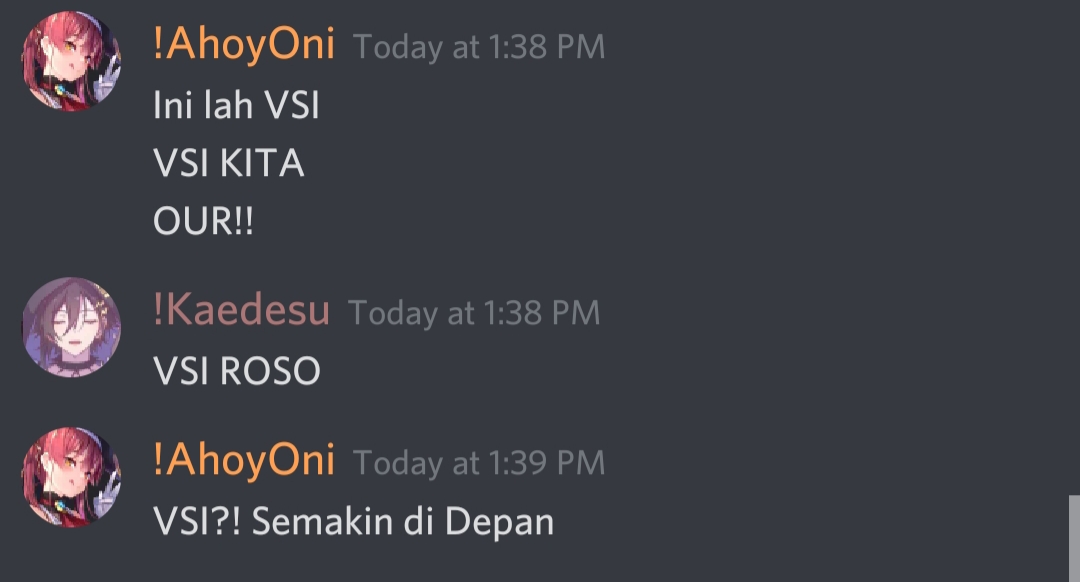 !AhoyOni Today at 1:38 PM
Ini lah VSI
VSI KITA
OUR!!
!Kaedesu Today at 1:38 PM
VSI ROSO
!AhoyOni Today at 1:39 PM
VSI?! Semakin di Depan